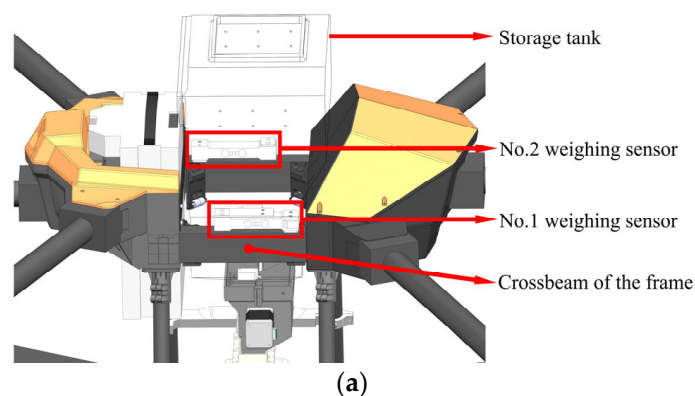 Storage tank
No.2 weighing sensor
No.1 weighing sensor
Crossbeam of the frame
(a)